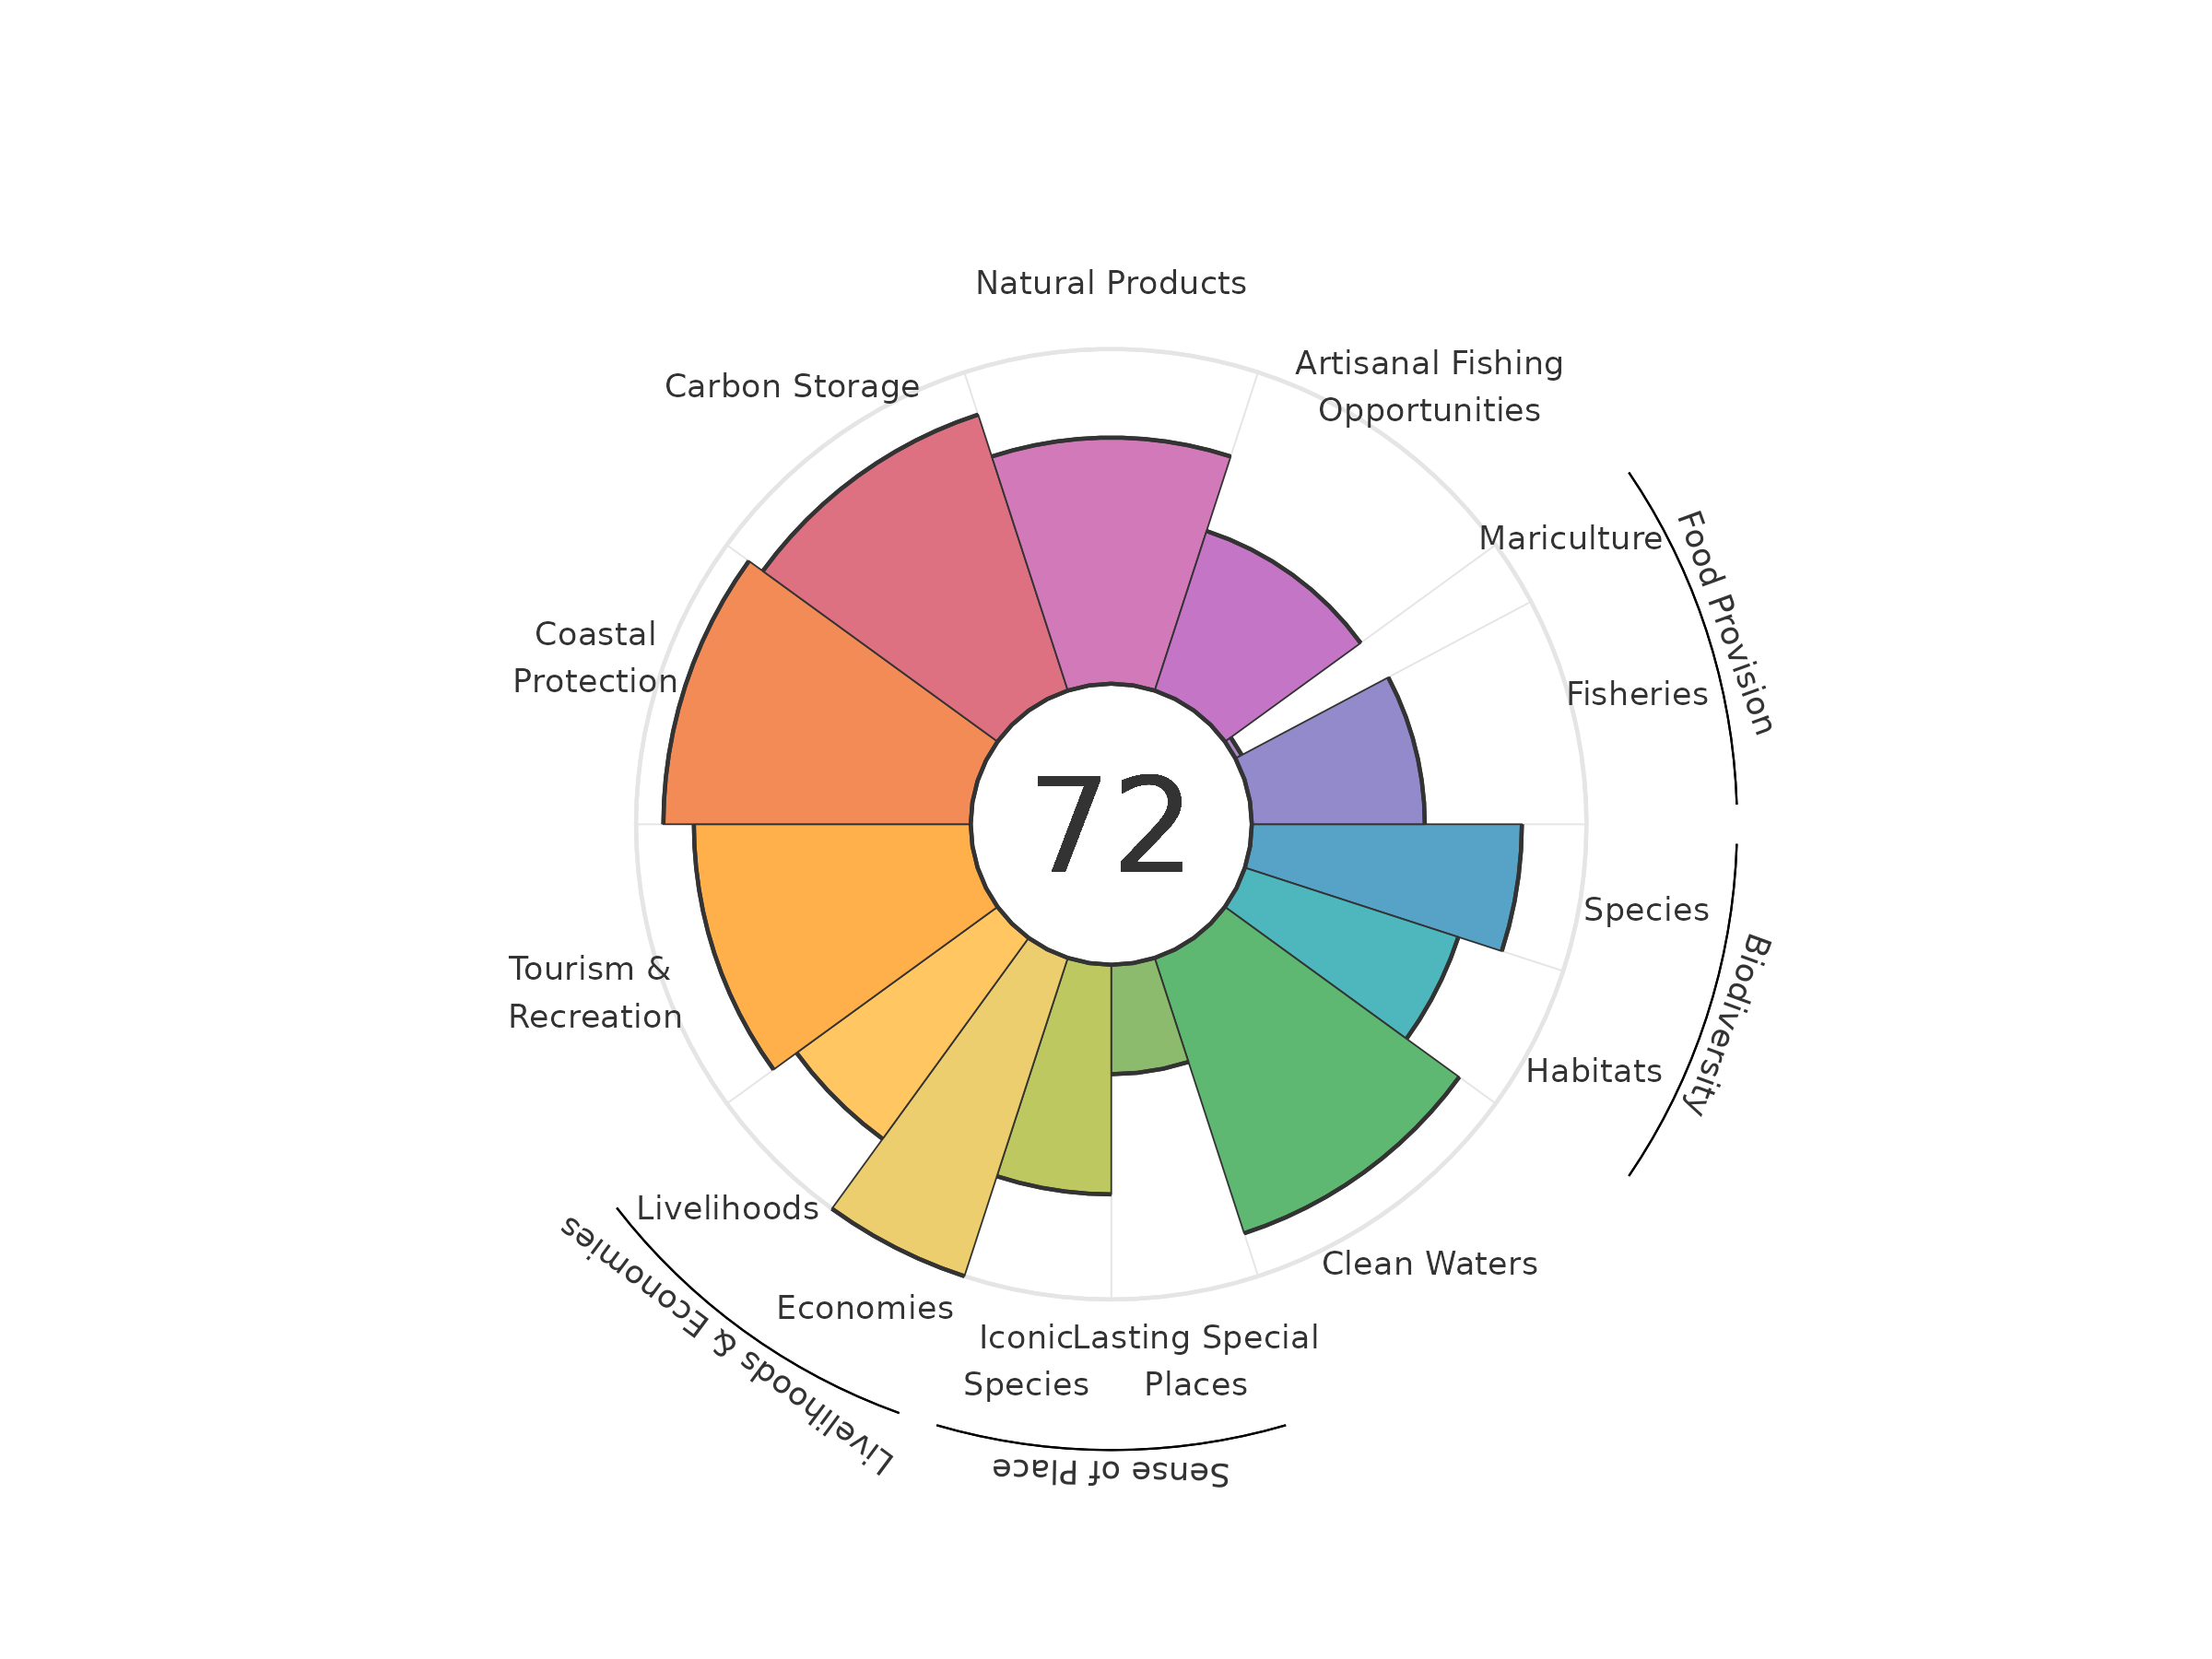 Natural Products
Artisanal Fishing
Opportunities
Carbon Storage
Mariculture
Food Provision
Coastal
Protection
Fisheries
72
Species
Biodiversity
Tourism &
Recreation
Habitats
Livelihoods
Clean Waters
Economies
Livelihoods & Economies
Iconic
Species
Lasting Special
Places
Sense of Place